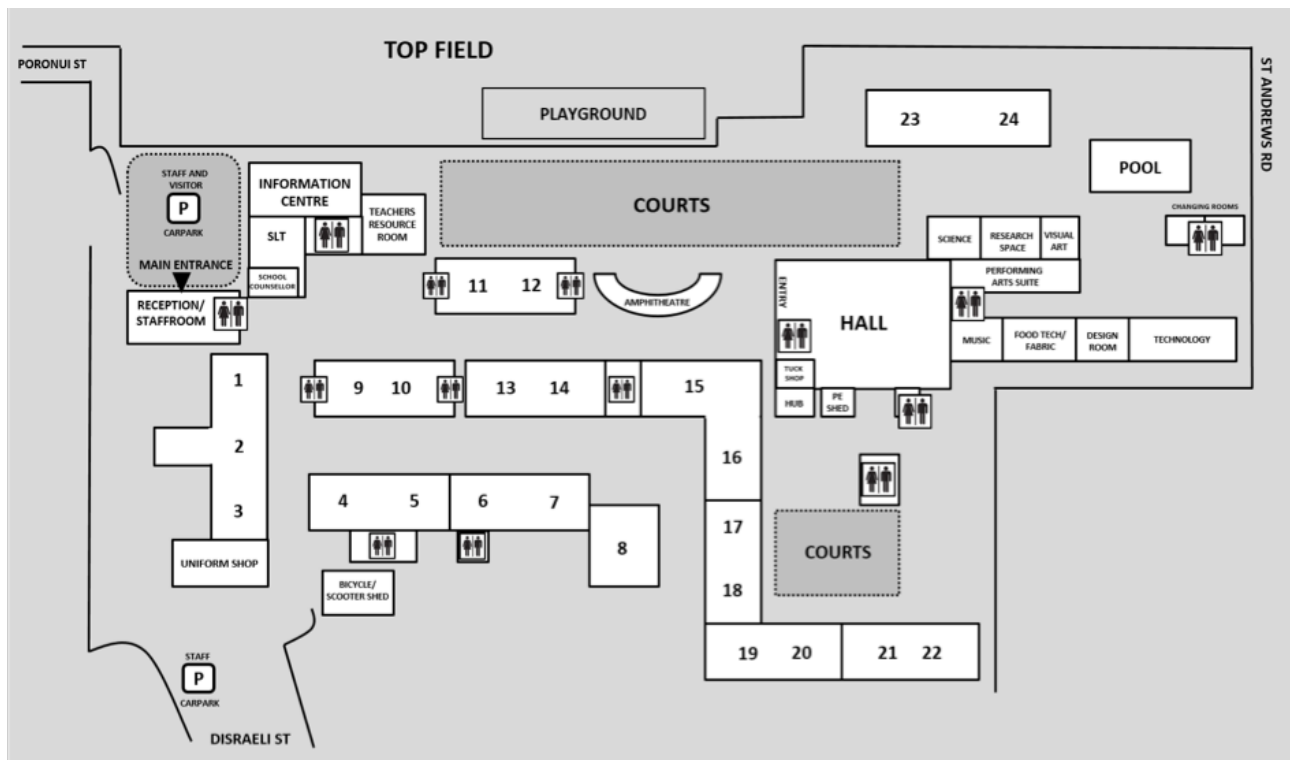 TOP FIELD
PORONUI ST
ST ANDREWS RD
PLAYGROUND
23 24
STAFF AND
VISITOR
P
CARPARK
MAIN ENTRANCE
INFORMATION
CENTRE
SLT
TEACHERS
RESOURCE
ROOM
SCHOOL
COUNSELLOR
COURTS
POOL
CHANGING ROOMS
SCIENCE
RESEARCH
SPACE
VISUAL
ART
PERFORMING
ARTS SUITE
RECEPTION/
STAFFROOM
11 12
AMPHITHEATRE
ENTRY
HALL
MUSIC
FOOD TECH/
FABRIC
DESIGN
ROOM
TECHNOLOGY
TUCK
SHOP
HUB
PE
SHED
1
2
3
9 10
13 14
15
16
17
18
4 5
6 7
8
COURTS
UNIFORM SHOP
BICYCLE/
SCOOTER SHED
19 20
21 22
STAFF
P
CARPARK
DISRAELI ST